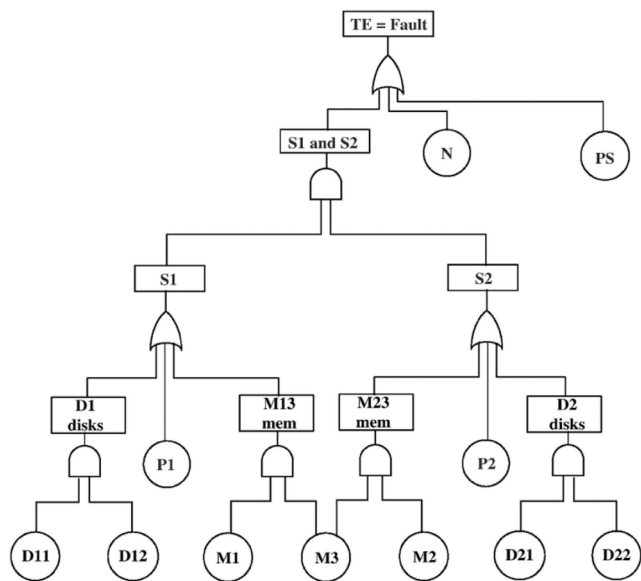 TE = Fault
S1 and S2
N
PS
S1
S2
D1
disks
P1
M13
mem
M23
mem
P2
D2
disks
D11
D12
M1
M3
M2
D21
D22